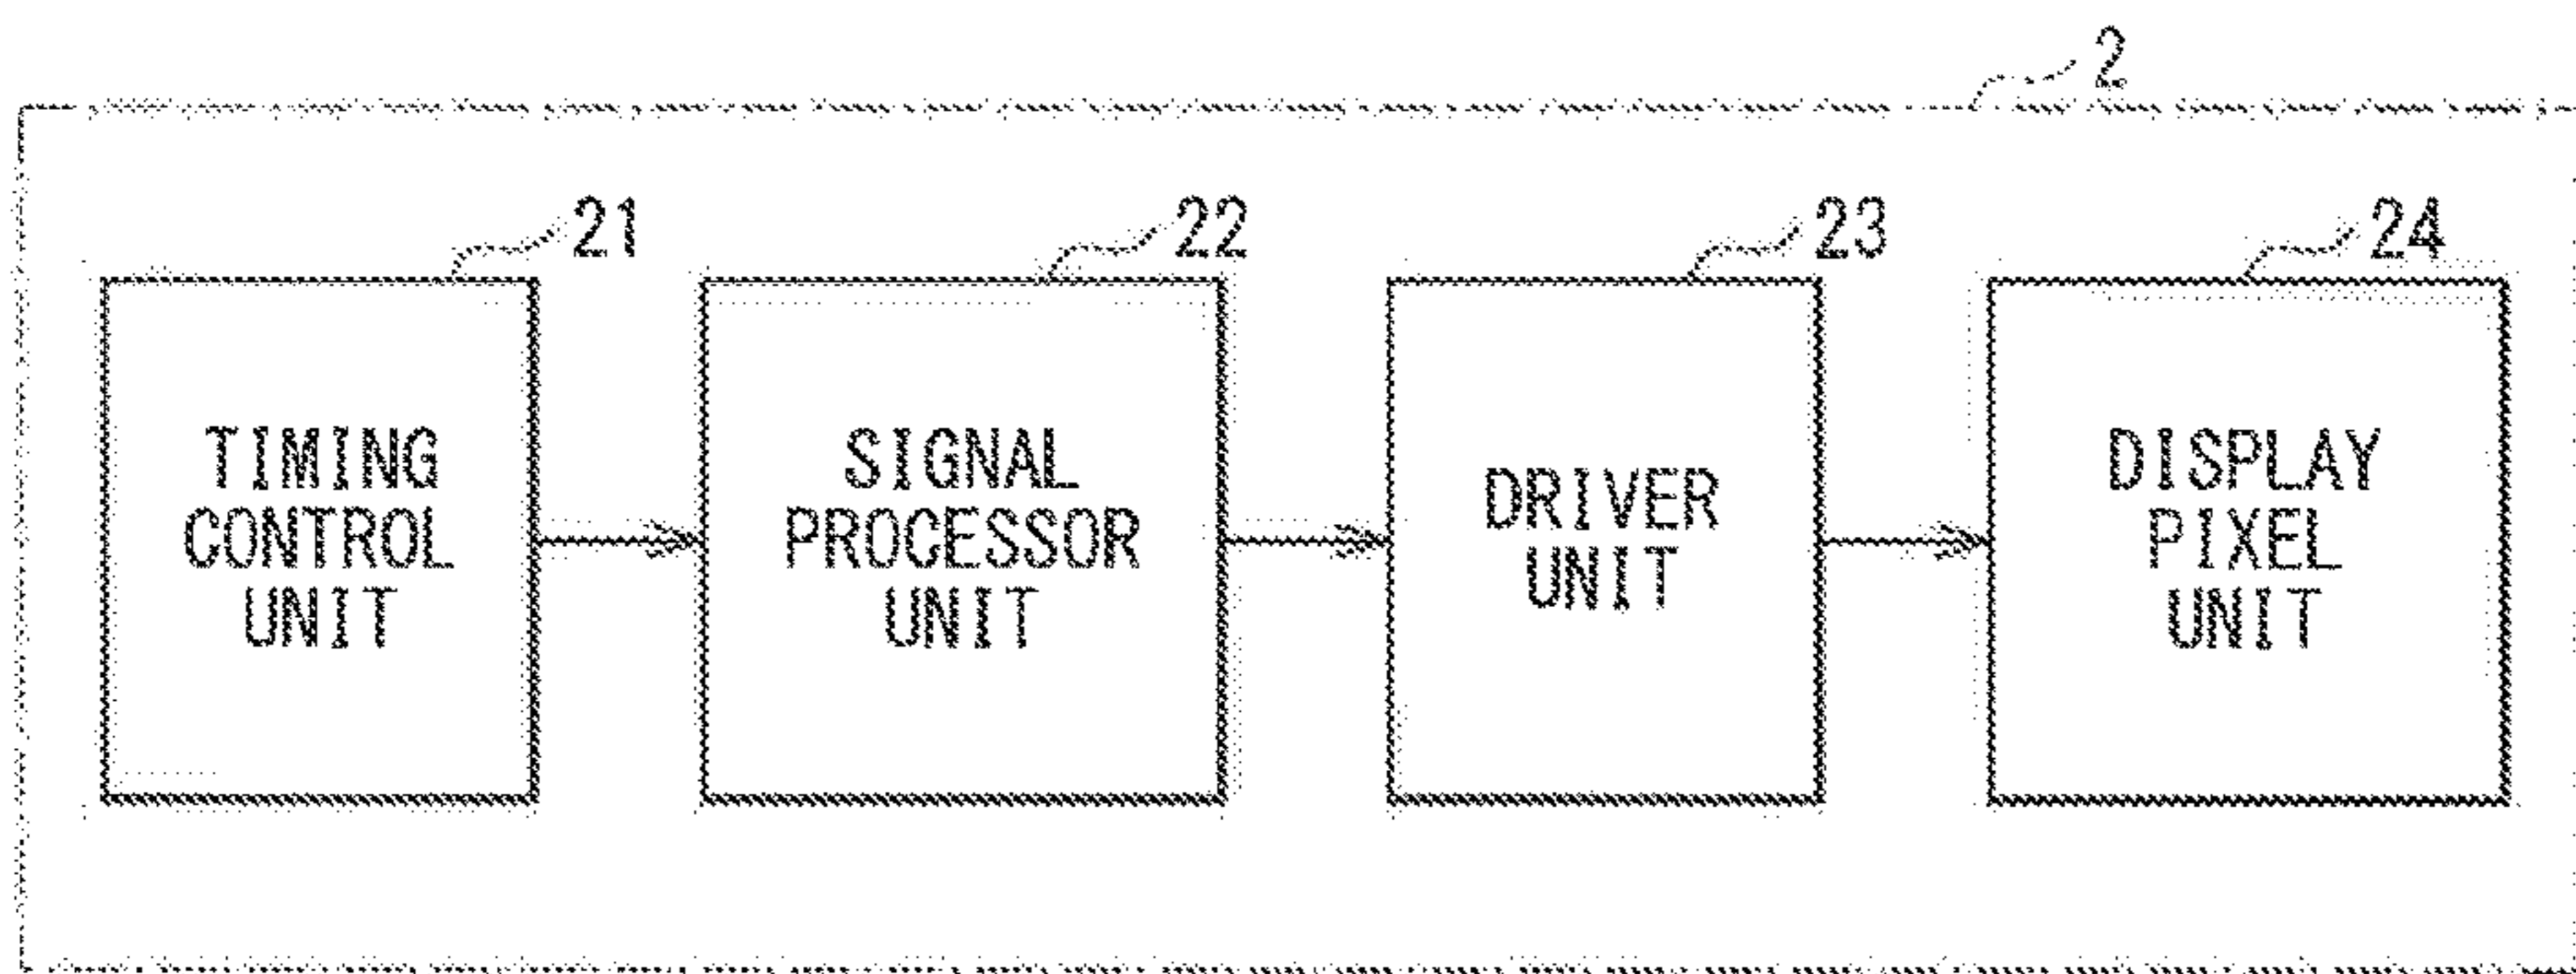 2
21
22
23
24
TIMING
CONTROL
UNIT
SIGNAL
PROCESSOR
UNIT
DRIVER
UNIT
DISPLAY
PIXEL
UNIT